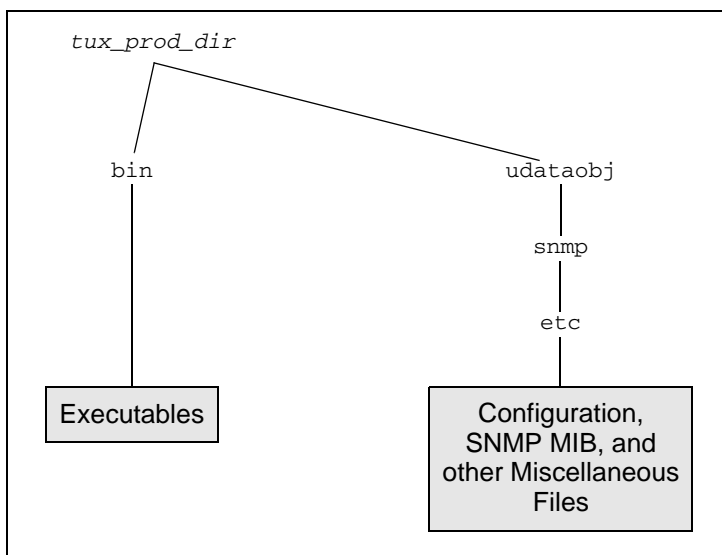 tux_prod_dir
bin
udataobj
snmp
etc
Executables
Configuration,
SNMP MIB, and
other Miscellaneous
Files